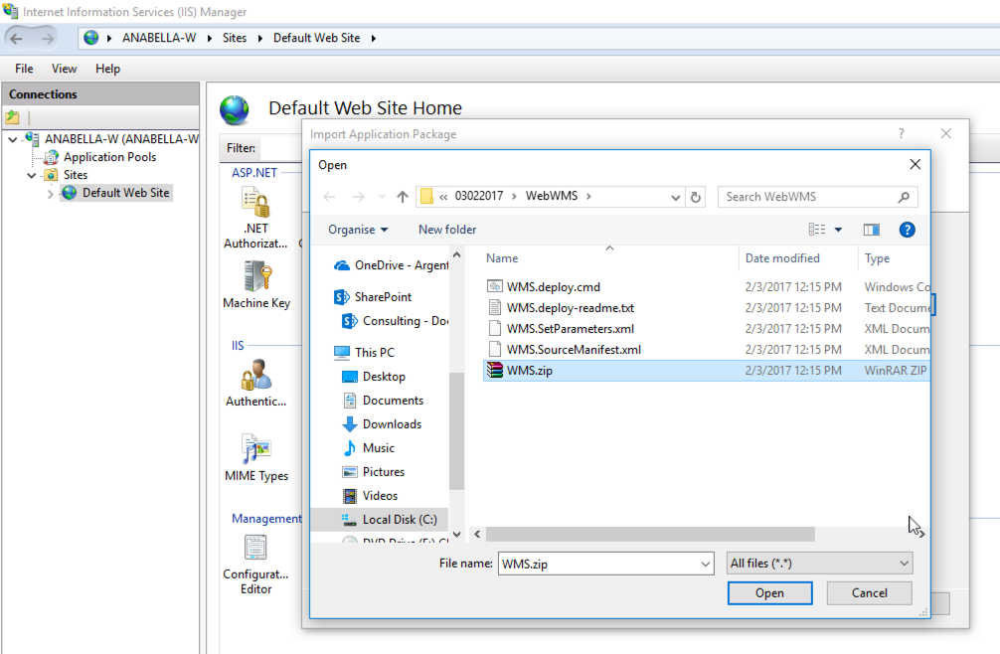 Internet Information Services (IIS) Manager
ANABELLA-W Sites Default Web Site
File View Help
Connections
ANABELLA-W (ANABELLA-W
Application Pools
Sites
Default Web Site
Default Web Site Home
Filter:
ASP.NET
.NET
Authorizat...
Machine Key
IIS
Authentic...
MIME Types
Management
Configurat...
Editor
Import Application Package ?
Open
« 03022017 WebWMS
Search WebWMS
Organise New folder
?
OneDrive - Argent
SharePoint
Consulting - Do
This PC
Desktop
Documents
Downloads
Music
Pictures
Videos
Local Disk (C:)
Name Date modified Type
WMS.deploy.cmd 2/3/2017 12:15 PM Windows Co
WMS.deploy-readme.txt 2/3/2017 12:15 PM Text Docume
WMS.SetParameters.xml 2/3/2017 12:15 PM XML Docum
WMS.SourceManifest.xml 2/3/2017 12:15 PM XML Docum
WMS.zip 2/3/2017 12:15 PM WinRAR ZIP
File name: WMS.zip All files (*.*)
Open Cancel